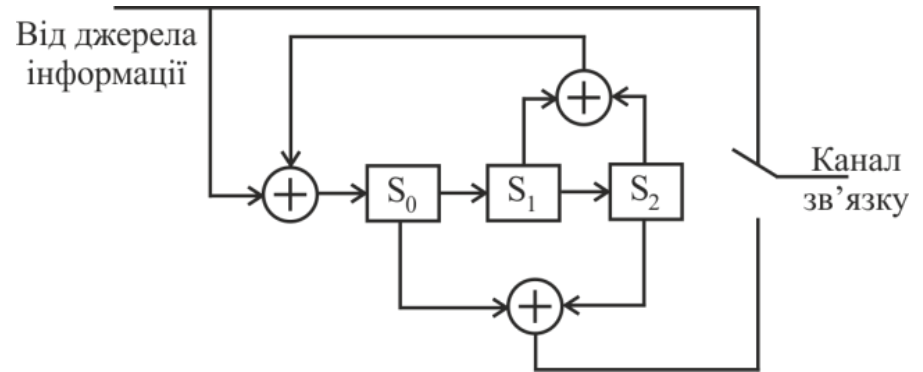 Від джерела
інформації
S₀
S₁
S₂
Канал
зв’язку